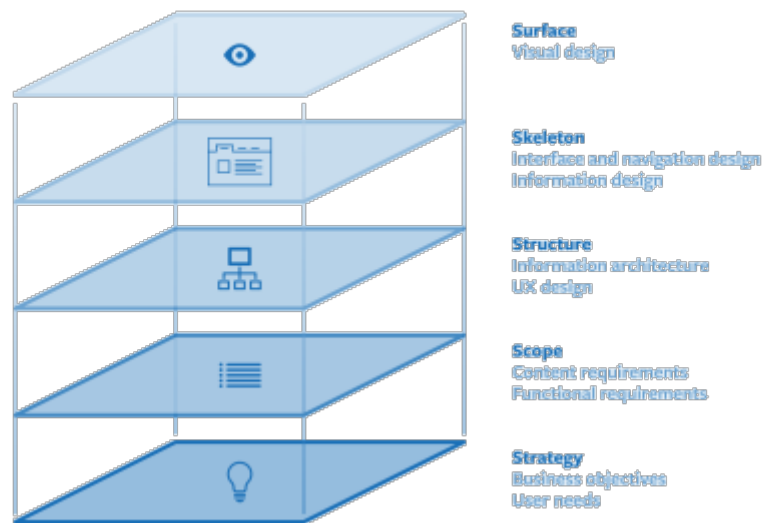 Surface
Visual design
Skeleton
Interface and navigation design
Information design
Structure
Information architecture
UX design
Scope
Content requirements
Functional requirements
Strategy
Business objectives
User needs